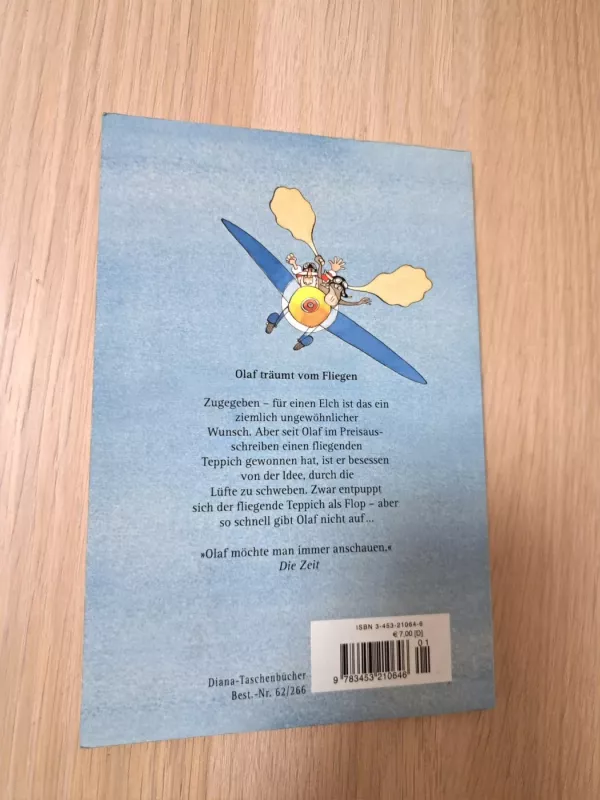 Olaf träumt vom Fliegen
Zugegeben – für einen Elch ist das ein
ziemlich ungewöhnlicher
Wunsch. Aber seit Olaf im Preisaus-
schreiben einen fliegenden
Teppich gewonnen hat, ist er besessen
von der Idee, durch die
Lüfte zu schweben. Zwar entpuppt
sich der fliegende Teppich als Flop – aber
so schnell gibt Olaf nicht auf...
»Olaf möchte man immer anschauen.«
Die Zeit
ISBN 3-453-21064-6
€ 7,00 [D]
01
9 783453 210646
Diana-Taschenbücher
Best.-Nr. 62/266